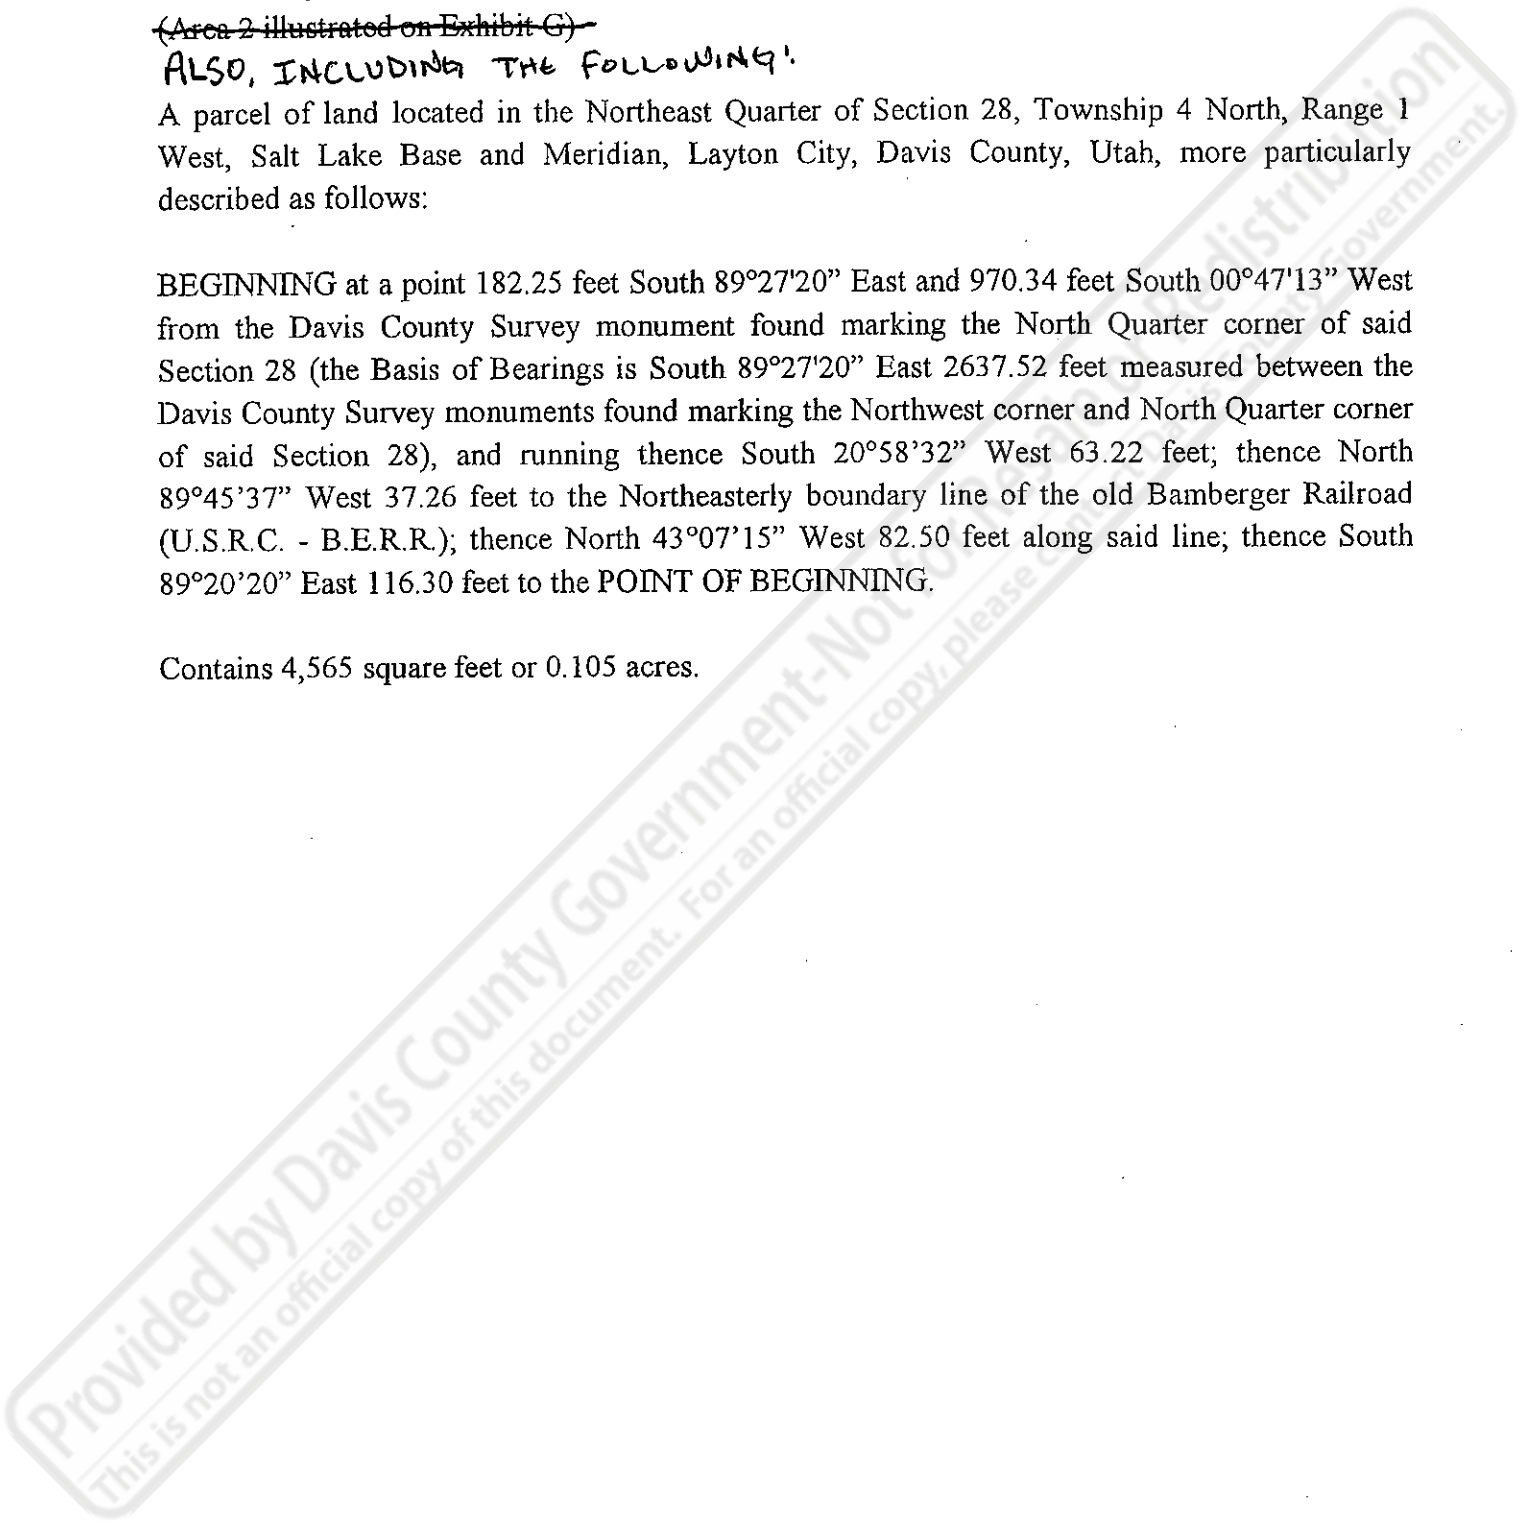 (Area 2 illustrated on Exhibit G)
ALSO, INCLUDING THE FOLLOWING:
A parcel of land located in the Northeast Quarter of Section 28, Township 4 North, Range 1
West, Salt Lake Base and Meridian, Layton City, Davis County, Utah, more particularly
described as follows:
BEGINNING at a point 182.25 feet South 89°27'20” East and 970.34 feet South 00°47'13” West
from the Davis County Survey monument found marking the North Quarter corner of said
Section 28 (the Basis of Bearings is South 89°27'20” East 2637.52 feet measured between the
Davis County Survey monuments found marking the Northwest corner and North Quarter corner
of said Section 28), and running thence South 20°58’32” West 63.22 feet; thence North
89°45’37” West 37.26 feet to the Northeasterly boundary line of the old Bamberger Railroad
(U.S.R.C. - B.E.R.R.); thence North 43°07’15” West 82.50 feet along said line; thence South
89°20’20” East 116.30 feet to the POINT OF BEGINNING.
Contains 4,565 square feet or 0.105 acres.
Provided by Davis County Government-Not for Resale or Redistribution
This is not an official copy of this document. For an official copy, please contact Davis County Government.